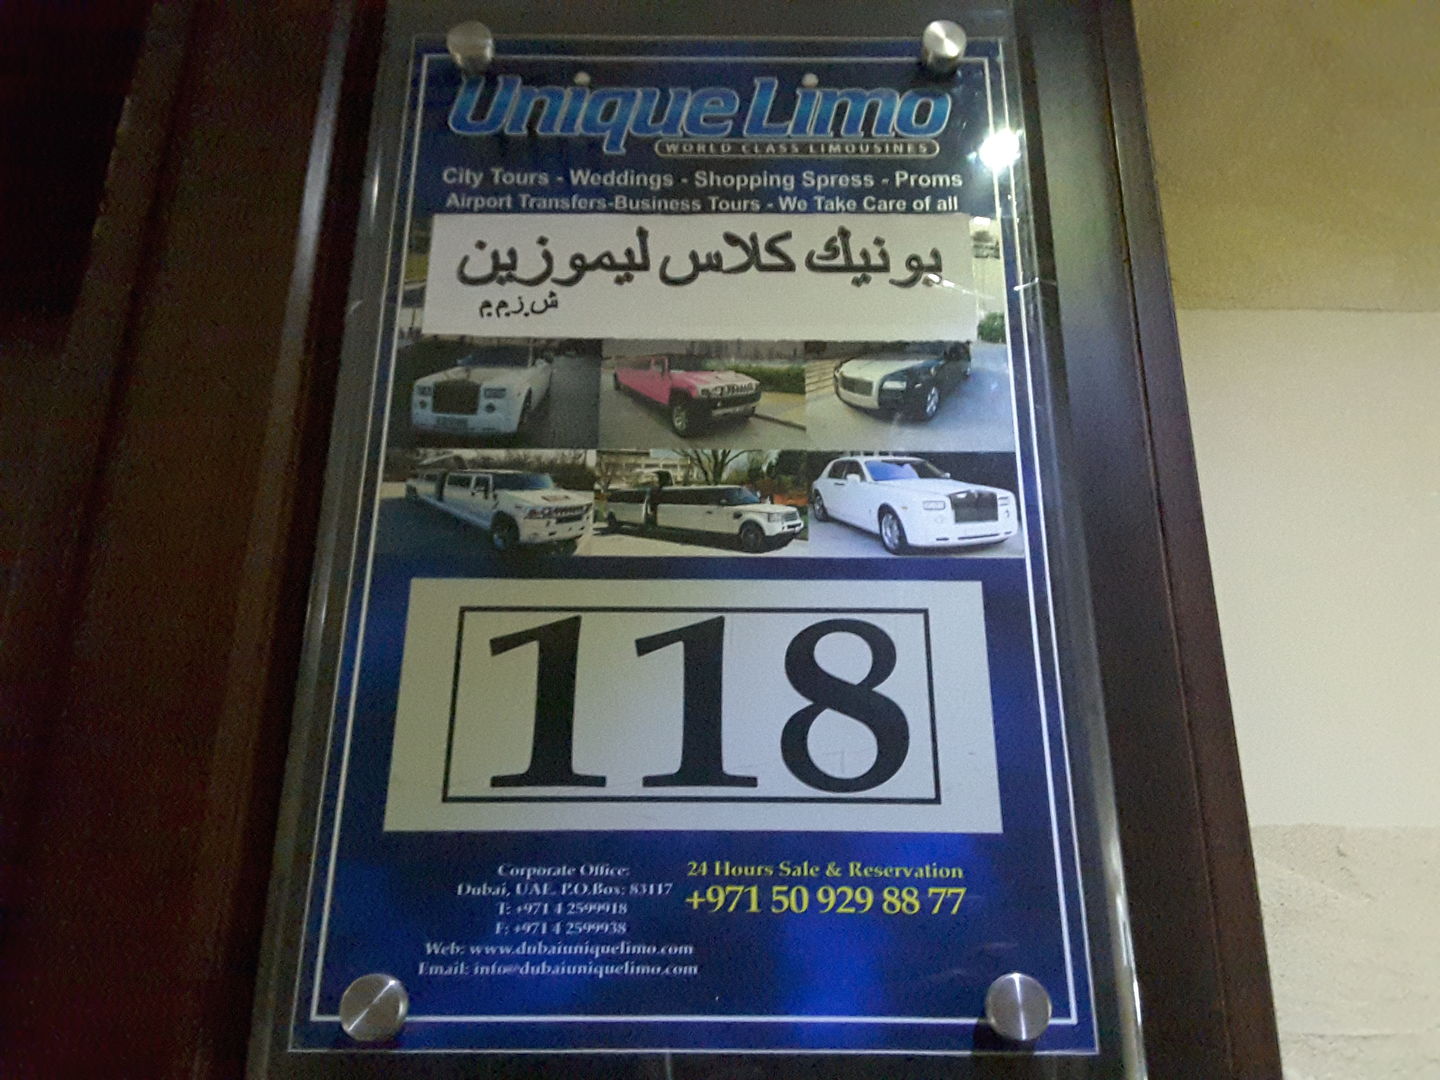 Unique Limo
WORLD CLASS LIMOUSINES
City Tours - Weddings - Shopping Spress - Proms
Airport Transfers-Business Tours - We Take Care of all
يونيك كلاس ليموزين
ش.ز.م.م
118
Corporate Office:
Dubai, UAE. P.O.Box: 83117
T: +971 4 2599918
F: +971 4 2599938
Web: www.dubaiuniquelimo.com
Email: info@dubaiuniquelimo.com
24 Hours Sale & Reservation
+971 50 929 88 77